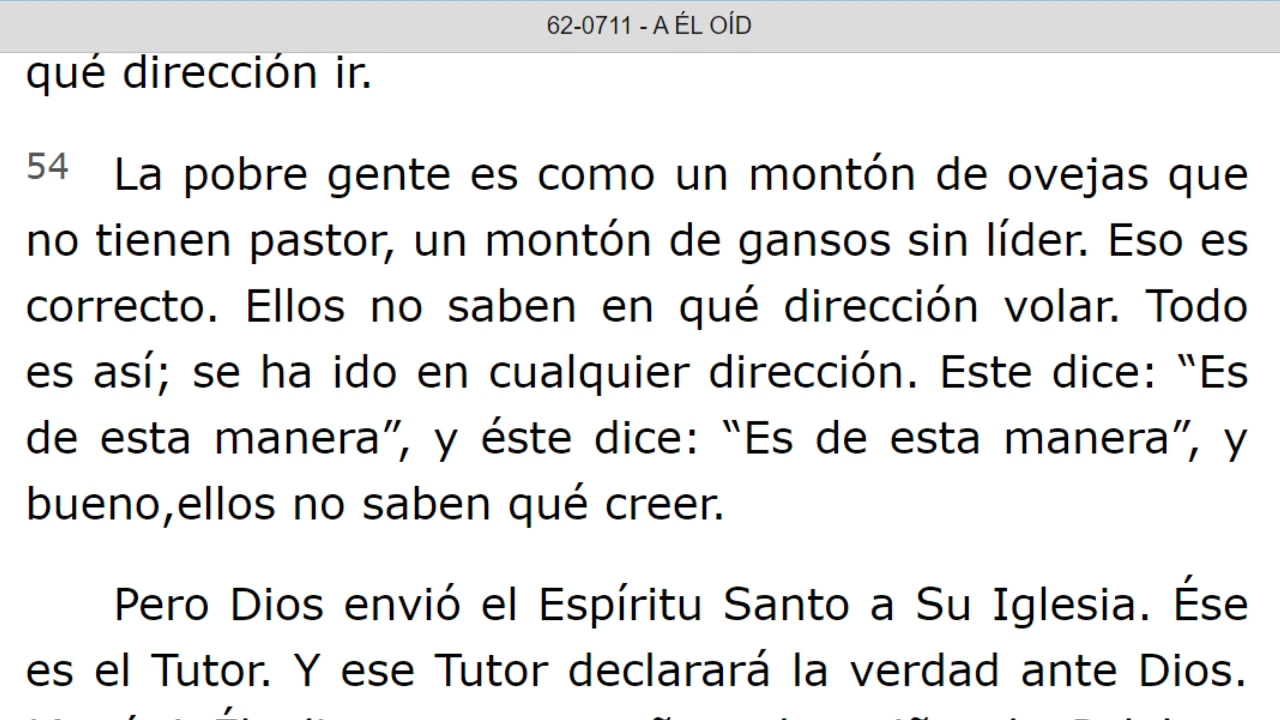 62-0711 - A ÉL OÍD
qué dirección ir.
54 La pobre gente es como un montón de ovejas que
no tienen pastor, un montón de gansos sin líder. Eso es
correcto. Ellos no saben en qué dirección volar. Todo
es así; se ha ido en cualquier dirección. Este dice: “Es
de esta manera”, y éste dice: “Es de esta manera”, y
bueno,ellos no saben qué creer.
Pero Dios envió el Espíritu Santo a Su Iglesia. Ése
es el Tutor. Y ese Tutor declarará la verdad ante Dios.